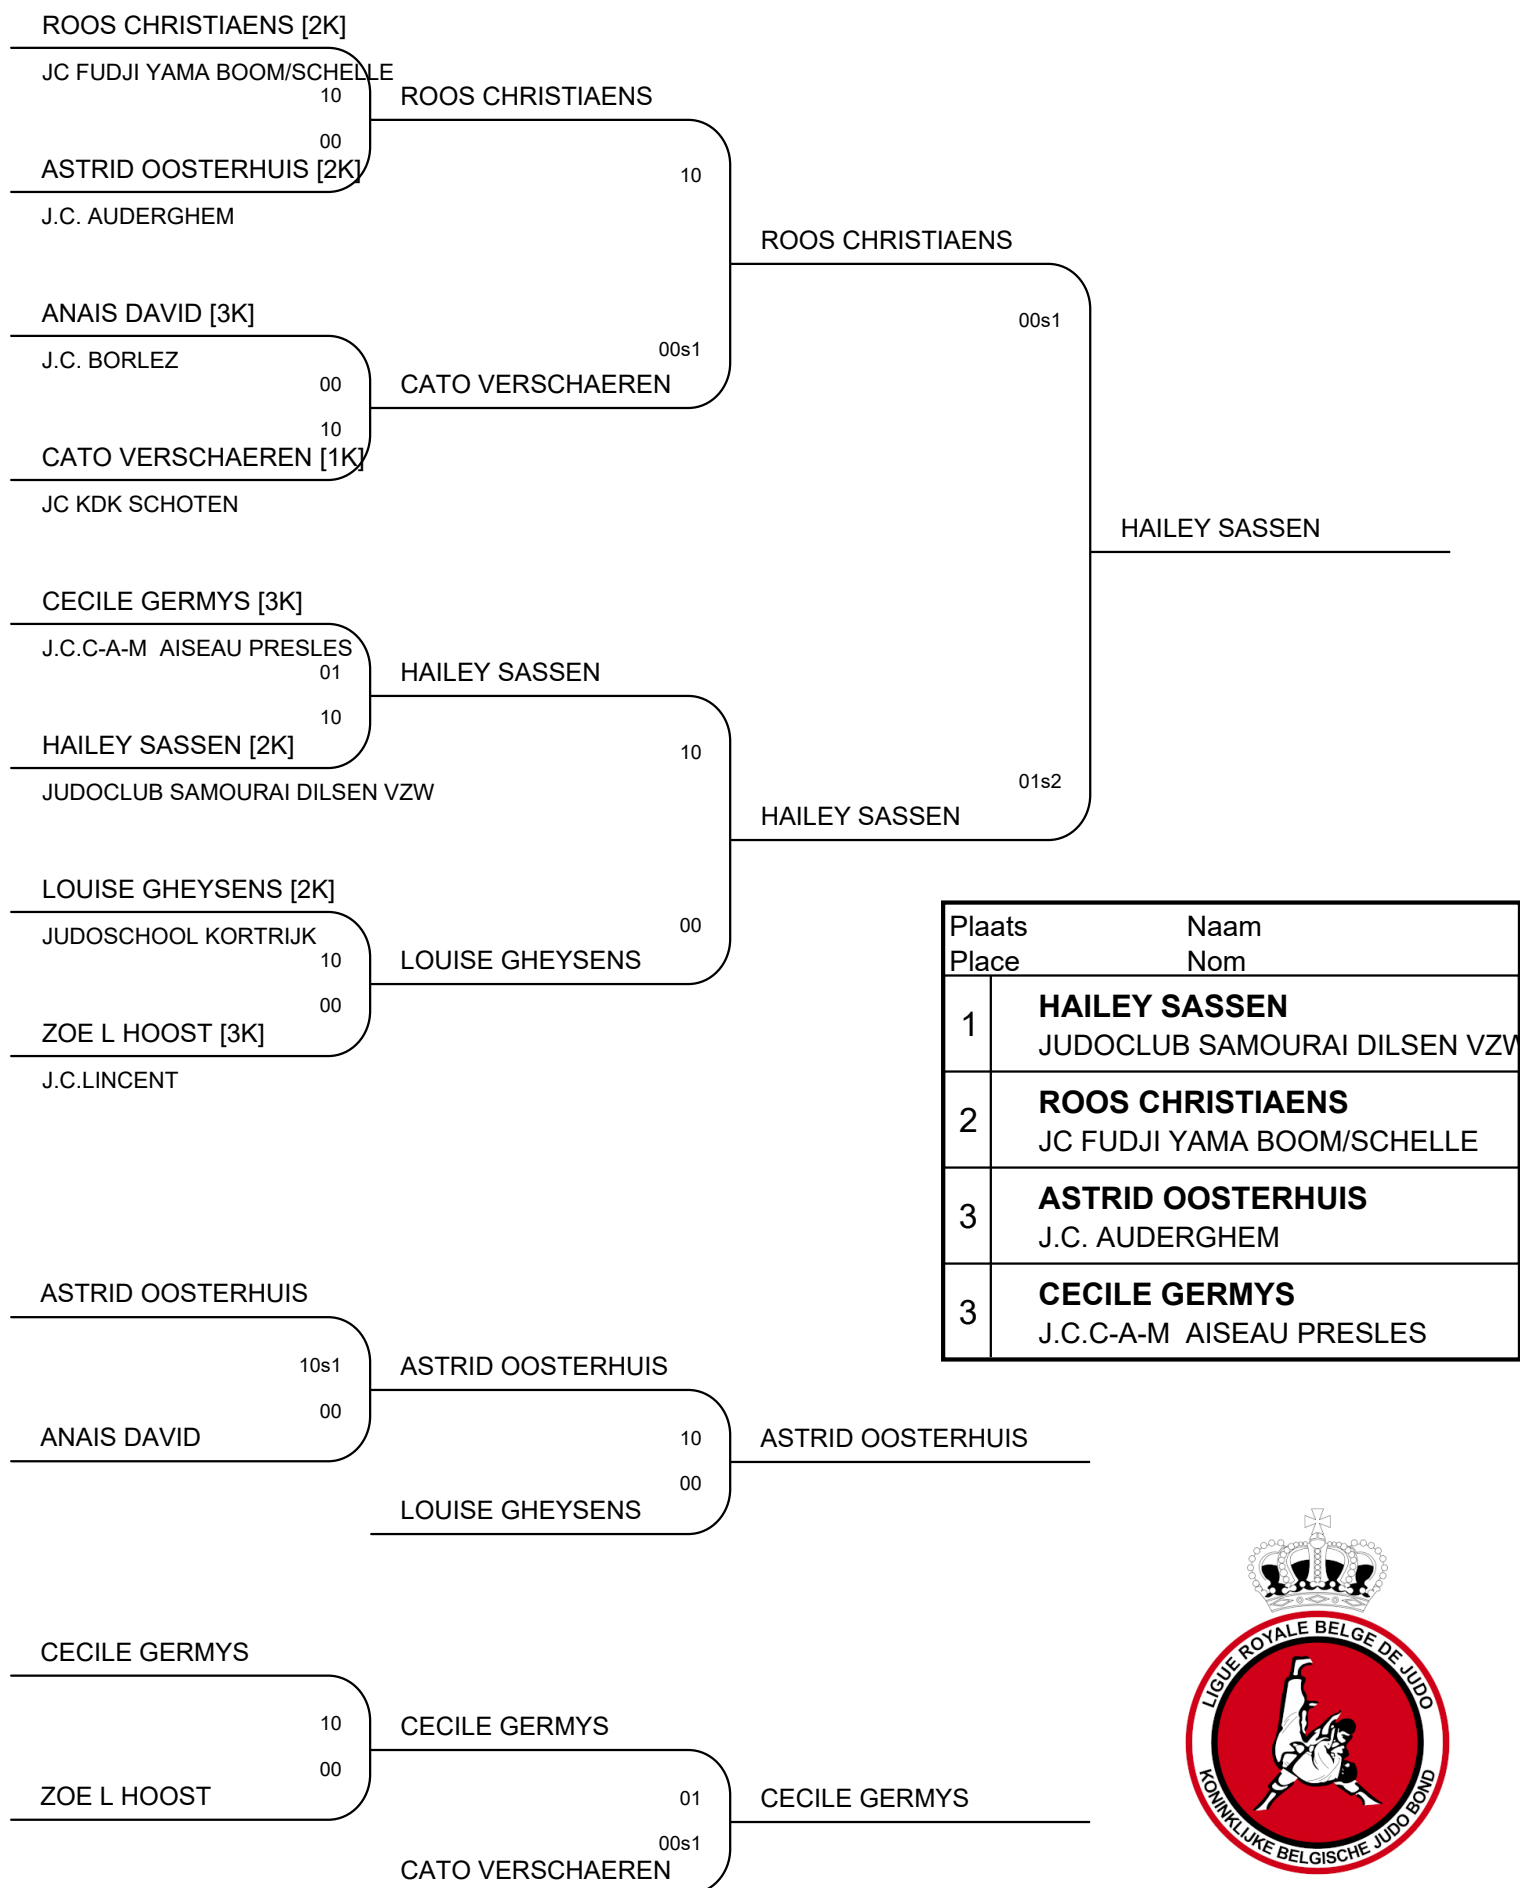 ROOS CHRISTIAENS [2K]
JC FUDJI YAMA BOOM/SCHELLE
10
ROOS CHRISTIAENS
00
ASTRID OOSTERHUIS [2K]
10
J.C. AUDERGHEM
ROOS CHRISTIAENS
ANAIS DAVID [3K]
00s1
J.C. BORLEZ
00s1
00
CATO VERSCHAEREN
10
CATO VERSCHAEREN [1K]
JC KDK SCHOTEN
HAILEY SASSEN
CECILE GERMYS [3K]
J.C.C-A-M AISEAU PRESLES
01
HAILEY SASSEN
10
HAILEY SASSEN [2K]
10
JUDOCLUB SAMOURAI DILSEN VZW
01s2
HAILEY SASSEN
LOUISE GHEYSENS [2K]
JUDOSCHOOL KORTRIJK
00
10
LOUISE GHEYSENS
00
ZOE L HOOST [3K]
J.C.LINCENT
Plaats Naam
Place Nom
1 HAILEY SASSEN
JUDOCLUB SAMOURAI DILSEN VZW
2 ROOS CHRISTIAENS
JC FUDJI YAMA BOOM/SCHELLE
3 ASTRID OOSTERHUIS
J.C. AUDERGHEM
3 CECILE GERMYS
J.C.C-A-M AISEAU PRESLES
ASTRID OOSTERHUIS
10s1
ASTRID OOSTERHUIS
00
ANAIS DAVID
10
ASTRID OOSTERHUIS
00
LOUISE GHEYSENS
CECILE GERMYS
10
CECILE GERMYS
00
ZOE L HOOST
01
CECILE GERMYS
00s1
CATO VERSCHAEREN
LIGUE ROYALE BELGE DE JUDO
KONINKLIJKE BELGISCHE JUDO BOND